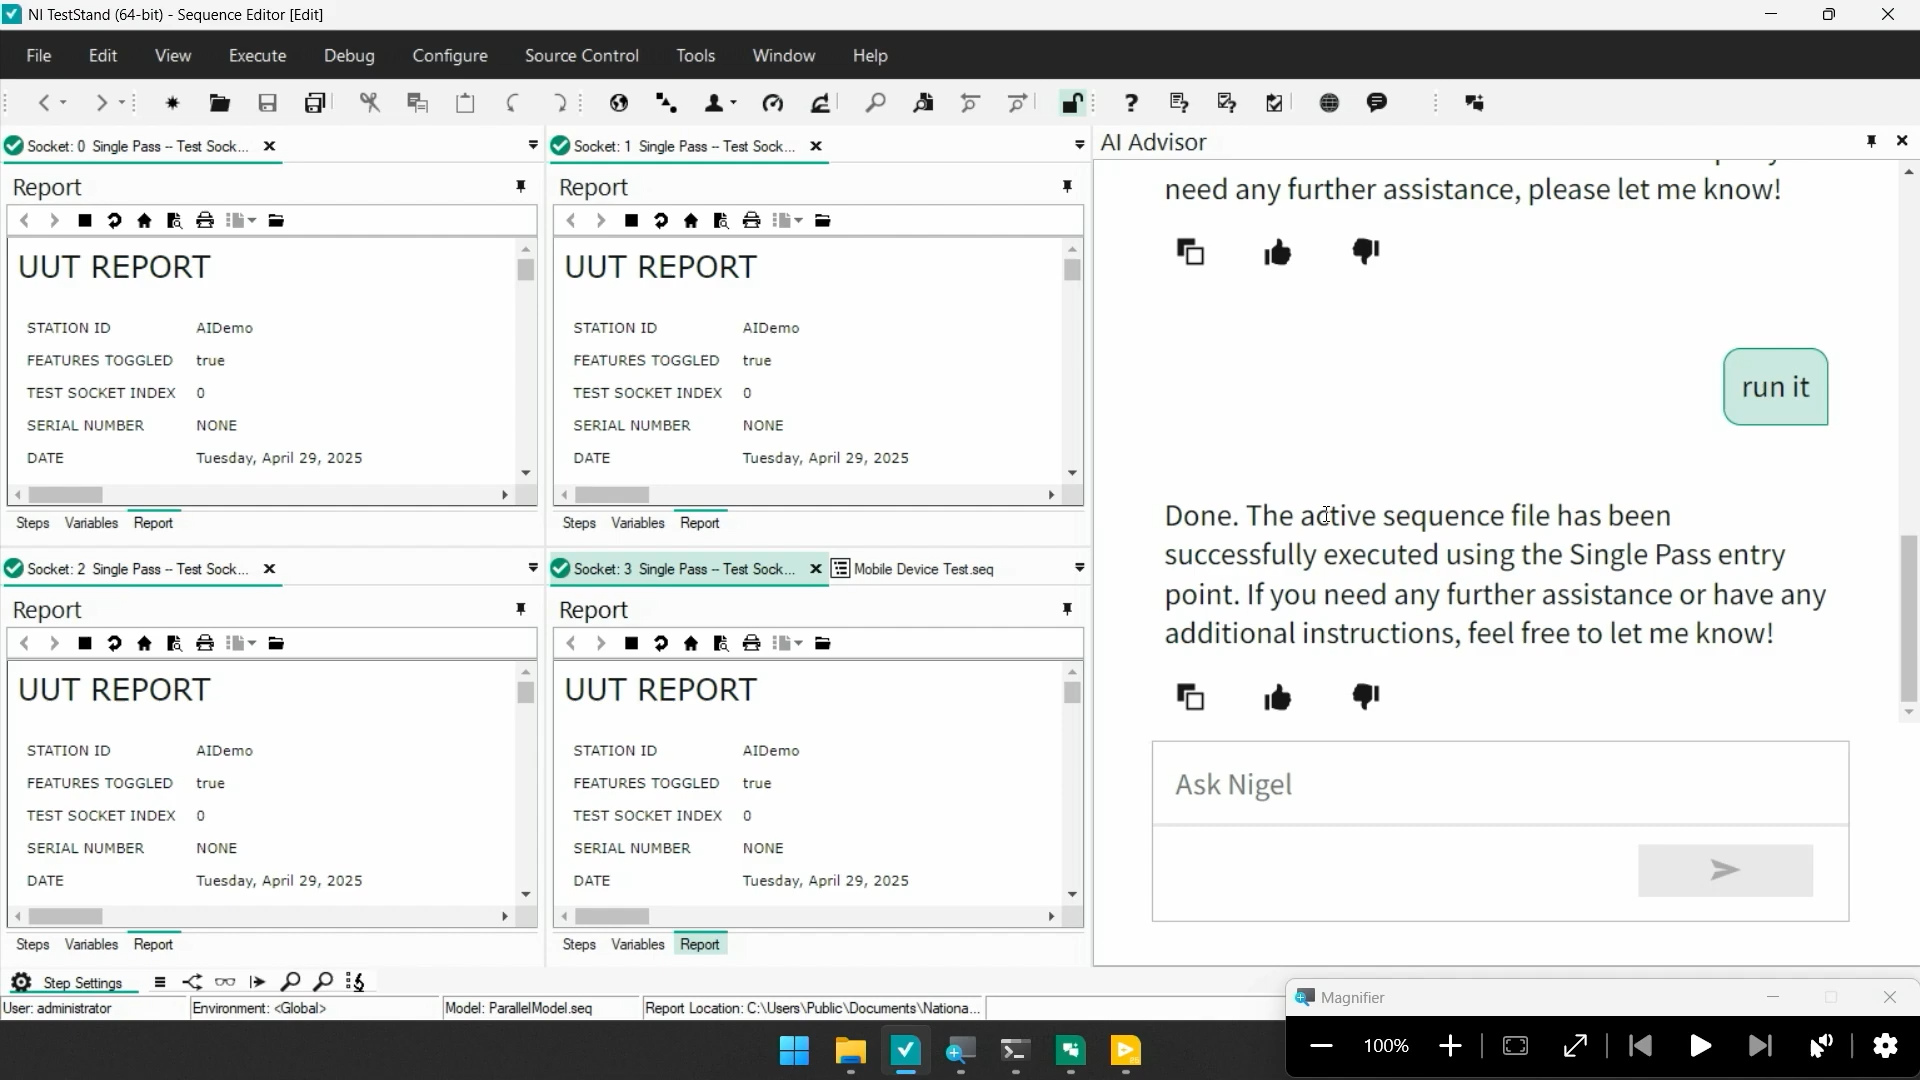 NI TestStand (64-bit) - Sequence Editor [Edit]
File Edit View Execute Debug Configure Source Control Tools Window Help
Socket: 0 Single Pass -- Test Sock...
Report
UUT REPORT
STATION ID AIDemo
FEATURES TOGGLED true
TEST SOCKET INDEX 0
SERIAL NUMBER NONE
DATE Tuesday, April 29, 2025
Steps Variables Report
Socket: 1 Single Pass -- Test Sock...
Report
UUT REPORT
STATION ID AIDemo
FEATURES TOGGLED true
TEST SOCKET INDEX 0
SERIAL NUMBER NONE
DATE Tuesday, April 29, 2025
Steps Variables Report
Socket: 2 Single Pass -- Test Sock...
Report
UUT REPORT
STATION ID AIDemo
FEATURES TOGGLED true
TEST SOCKET INDEX 0
SERIAL NUMBER NONE
DATE Tuesday, April 29, 2025
Steps Variables Report
Socket: 3 Single Pass -- Test Sock... Mobile Device Test.seq
Report
UUT REPORT
STATION ID AIDemo
FEATURES TOGGLED true
TEST SOCKET INDEX 0
SERIAL NUMBER NONE
DATE Tuesday, April 29, 2025
Steps Variables Report
AI Advisor
need any further assistance, please let me know!
run it
Done. The active sequence file has been
successfully executed using the Single Pass entry
point. If you need any further assistance or have any
additional instructions, feel free to let me know!
Ask Nigel
Step Settings
User: administrator Environment: <Global> Model: ParallelModel.seq Report Location: C:\Users\Public\Documents\Nationa...
Magnifier
100%